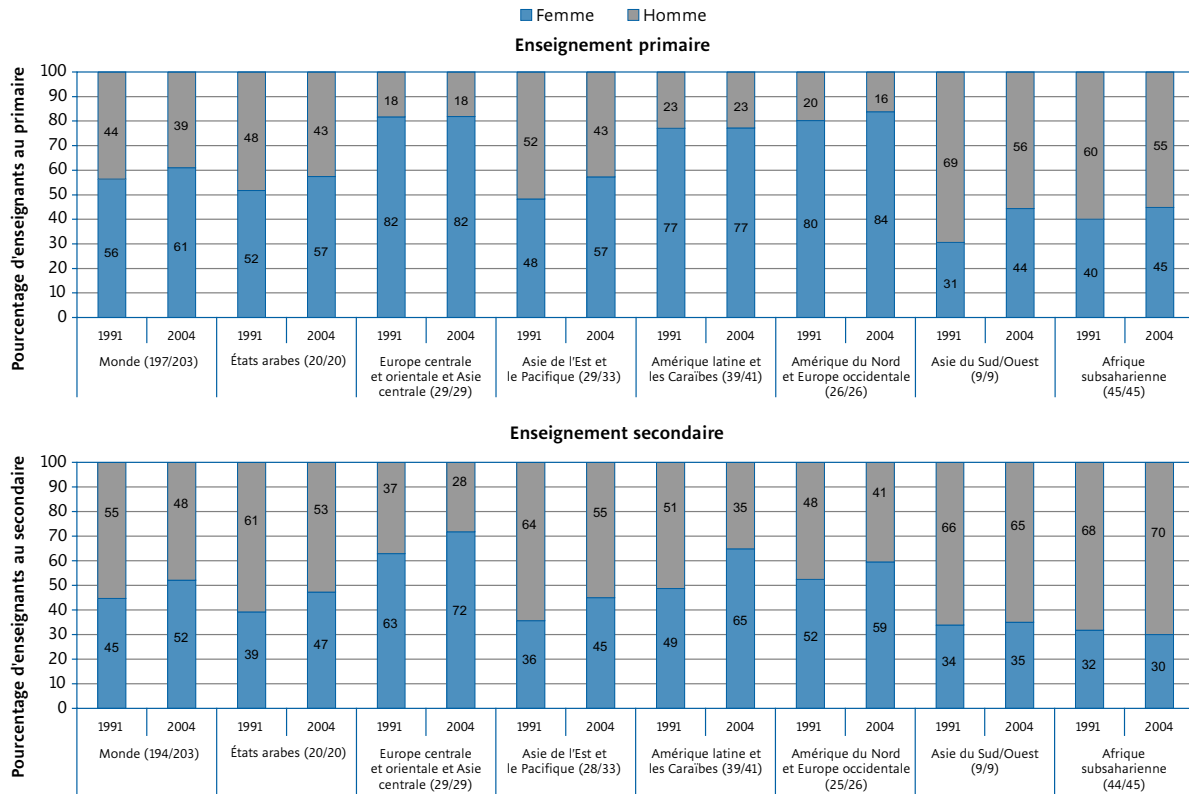 Femme Homme
Enseignement primaire
Pourcentage d'enseignants au primaire
100
90
80
70
60
50
40
30
20
10
0
44 39 48 43 18 18 52 43 23 23 20 16 69 56 60 55
56 61 52 57 82 82 48 57 77 77 80 84 31 44 40 45
1991 2004 1991 2004 1991 2004 1991 2004 1991 2004 1991 2004 1991 2004 1991 2004
Monde (197/203)
États arabes (20/20)
Europe centrale
et orientale et Asie
centrale (29/29)
Asie de l'Est et
le Pacifique (29/33)
Amérique latine et
les Caraïbes (39/41)
Amérique du Nord
et Europe occidentale
(26/26)
Asie du Sud/Ouest
(9/9)
Afrique
subsaharienne
(45/45)
Enseignement secondaire
Pourcentage d'enseignants au secondaire
100
90
80
70
60
50
40
30
20
10
0
55 48 61 53 37 28 64 55 51 35 48 41 66 65 68 70
45 52 39 47 63 72 36 45 49 65 52 59 34 35 32 30
1991 2004 1991 2004 1991 2004 1991 2004 1991 2004 1991 2004 1991 2004 1991 2004
Monde (194/203)
États arabes (20/20)
Europe centrale
et orientale et Asie
centrale (29/29)
Asie de l'Est et
le Pacifique (28/33)
Amérique latine et
les Caraïbes (39/41)
Amérique du Nord
et Europe occidentale
(25/26)
Asie du Sud/Ouest
(9/9)
Afrique
subsaharienne
(44/45)